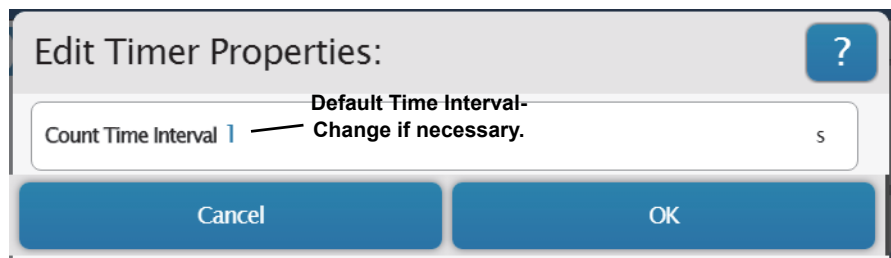 Edit Timer Properties:
?
Default Time Interval-
Change if necessary.
Count Time Interval 1
s
Cancel
OK